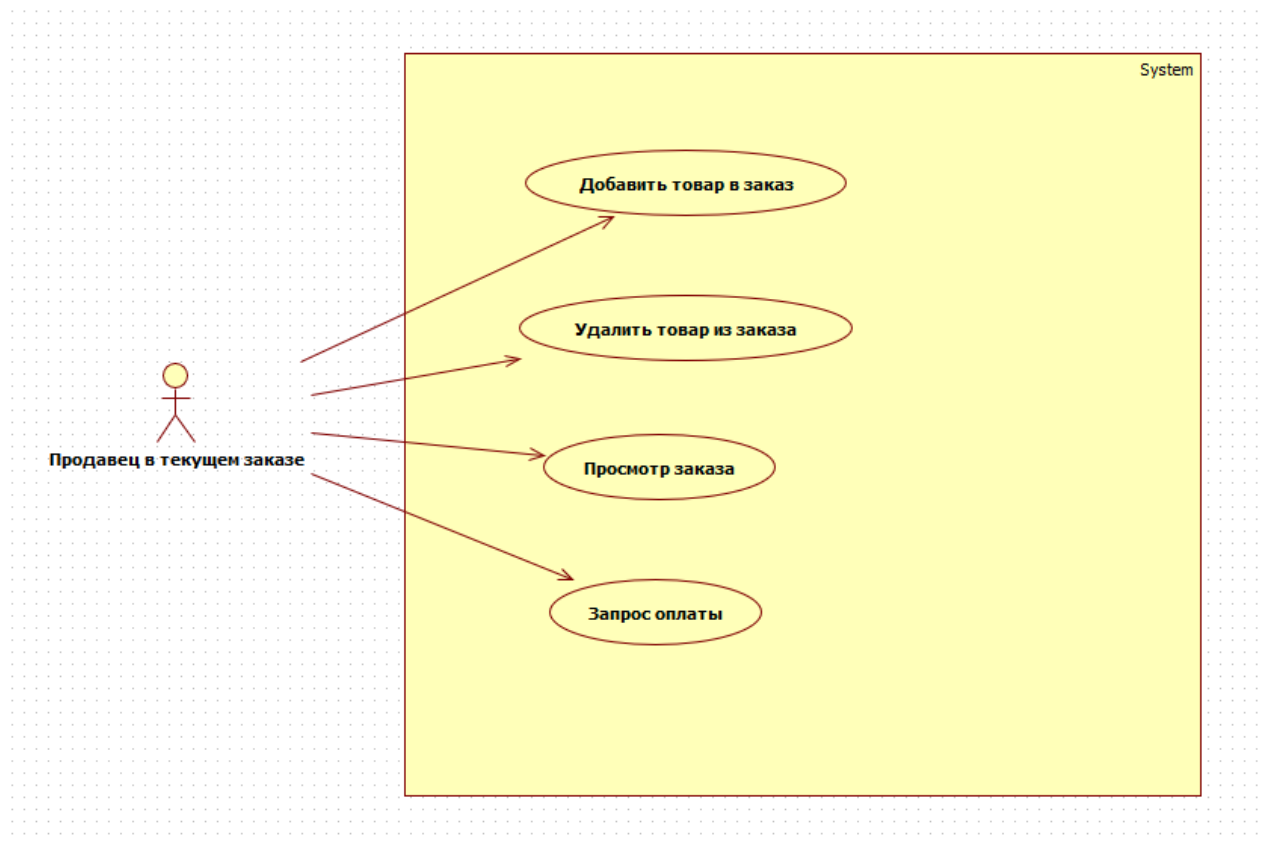 System
Добавить товар в заказ
Удалить товар из заказа
Продавец в текущем заказе
Просмотр заказа
Запрос оплаты